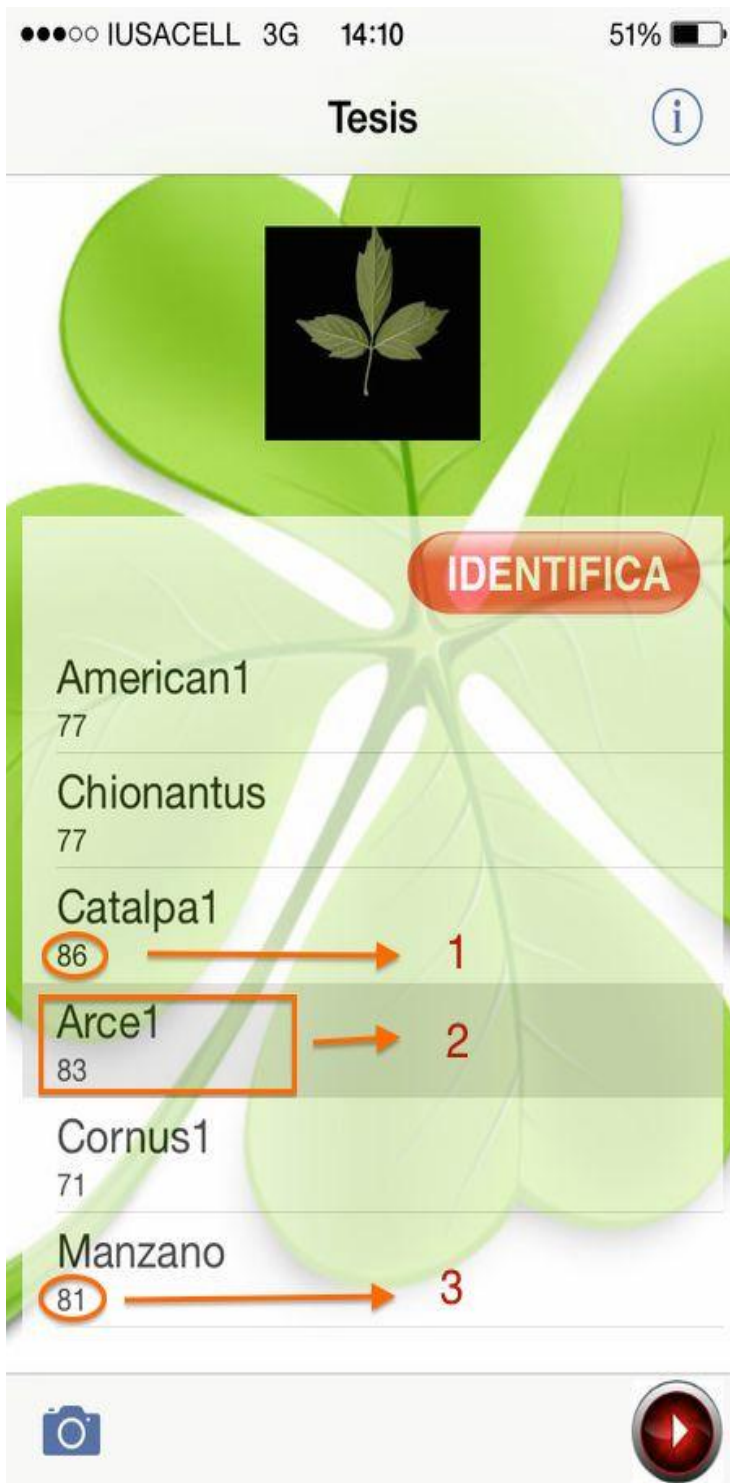 IUSACELL 3G 14:10 51%
Tesis
i
IDENTIFICA
American1
77
Chionantus
77
Catalpa1
86 1
Arce1
83
2
Cornus1
71
Manzano
81 3